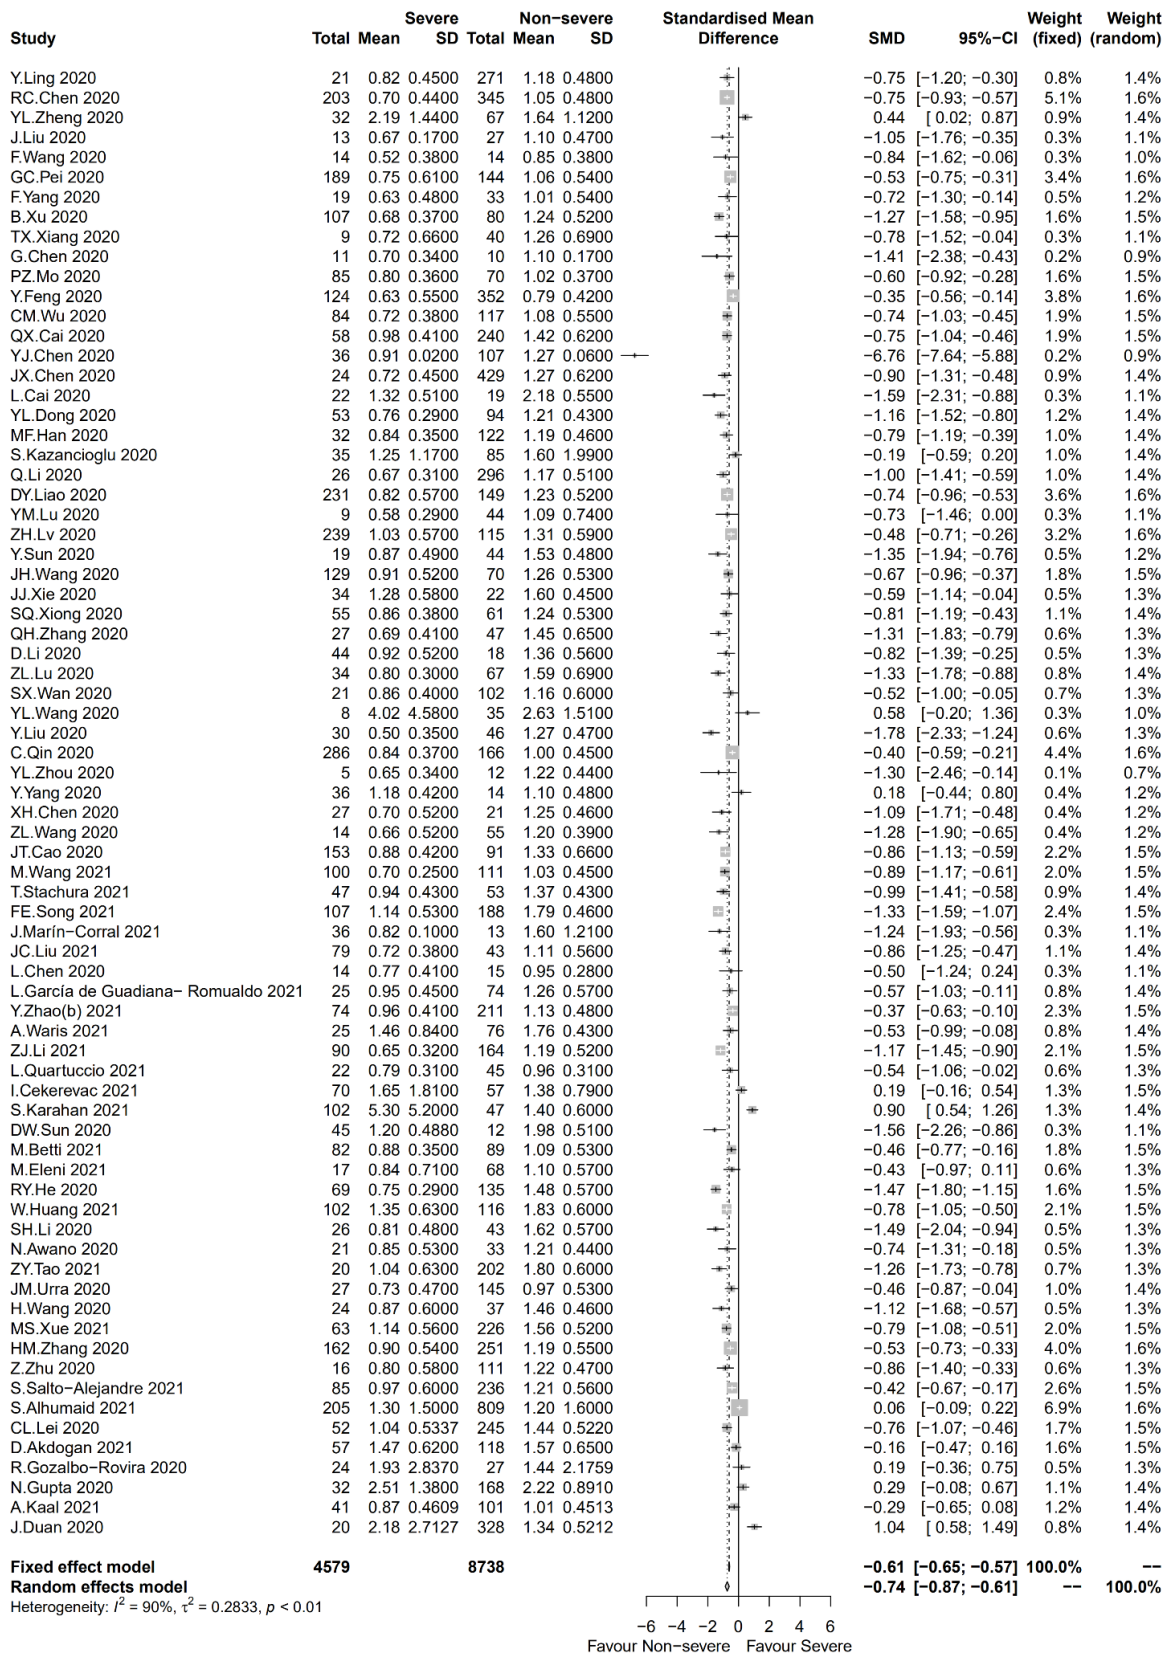 Severe Non−severe Standardised Mean Weight Weight
Study Total Mean SD Total Mean SD Difference SMD 95%−CI (fixed) (random)
Y.Ling 2020 21 0.82 0.4500 271 1.18 0.4800 −0.75 [−1.20; −0.30] 0.8% 1.4%
RC.Chen 2020 203 0.70 0.4400 345 1.05 0.4800 −0.75 [−0.93; −0.57] 5.1% 1.6%
YL.Zheng 2020 32 2.19 1.4400 67 1.64 1.1200 0.44 [ 0.02; 0.87] 0.9% 1.4%
J.Liu 2020 13 0.67 0.1700 27 1.10 0.4700 −1.05 [−1.76; −0.35] 0.3% 1.1%
F.Wang 2020 14 0.52 0.3800 14 0.85 0.3800 −0.84 [−1.62; −0.06] 0.3% 1.0%
GC.Pei 2020 189 0.75 0.6100 144 1.06 0.5400 −0.53 [−0.75; −0.31] 3.4% 1.6%
F.Yang 2020 19 0.63 0.4800 33 1.01 0.5400 −0.72 [−1.30; −0.14] 0.5% 1.2%
B.Xu 2020 107 0.68 0.3700 80 1.24 0.5200 −1.27 [−1.58; −0.95] 1.6% 1.5%
TX.Xiang 2020 9 0.72 0.6600 40 1.26 0.6900 −0.78 [−1.52; −0.04] 0.3% 1.1%
G.Chen 2020 11 0.70 0.3400 10 1.10 0.1700 −1.41 [−2.38; −0.43] 0.2% 0.9%
PZ.Mo 2020 85 0.80 0.3600 70 1.02 0.3700 −0.60 [−0.92; −0.28] 1.6% 1.5%
Y.Feng 2020 124 0.63 0.5500 352 0.79 0.4200 −0.35 [−0.56; −0.14] 3.8% 1.6%
CM.Wu 2020 84 0.72 0.3800 117 1.08 0.5500 −0.74 [−1.03; −0.45] 1.9% 1.5%
QX.Cai 2020 58 0.98 0.4100 240 1.42 0.6200 −0.75 [−1.04; −0.46] 1.9% 1.5%
YJ.Chen 2020 36 0.91 0.0200 107 1.27 0.0600 −6.76 [−7.64; −5.88] 0.2% 0.9%
JX.Chen 2020 24 0.72 0.4500 429 1.27 0.6200 −0.90 [−1.31; −0.48] 0.9% 1.4%
L.Cai 2020 22 1.32 0.5100 19 2.18 0.5500 −1.59 [−2.31; −0.88] 0.3% 1.1%
YL.Dong 2020 53 0.76 0.2900 94 1.21 0.4300 −1.16 [−1.52; −0.80] 1.2% 1.4%
MF.Han 2020 32 0.84 0.3500 122 1.19 0.4600 −0.79 [−1.19; −0.39] 1.0% 1.4%
S.Kazancioglu 2020 35 1.25 1.1700 85 1.60 1.9900 −0.19 [−0.59; 0.20] 1.0% 1.4%
Q.Li 2020 26 0.67 0.3100 296 1.17 0.5100 −1.00 [−1.41; −0.59] 1.0% 1.4%
DY.Liao 2020 231 0.82 0.5700 149 1.23 0.5200 −0.74 [−0.96; −0.53] 3.6% 1.6%
YM.Lu 2020 9 0.58 0.2900 44 1.09 0.7400 −0.73 [−1.46; 0.00] 0.3% 1.1%
ZH.Lv 2020 239 1.03 0.5700 115 1.31 0.5900 −0.48 [−0.71; −0.26] 3.2% 1.6%
Y.Sun 2020 19 0.87 0.4900 44 1.53 0.4800 −1.35 [−1.94; −0.76] 0.5% 1.2%
JH.Wang 2020 129 0.91 0.5200 70 1.26 0.5300 −0.67 [−0.96; −0.37] 1.8% 1.5%
JJ.Xie 2020 34 1.28 0.5800 22 1.60 0.4500 −0.59 [−1.14; −0.04] 0.5% 1.3%
SQ.Xiong 2020 55 0.86 0.3800 61 1.24 0.5300 −0.81 [−1.19; −0.43] 1.1% 1.4%
QH.Zhang 2020 27 0.69 0.4100 47 1.45 0.6500 −1.31 [−1.83; −0.79] 0.6% 1.3%
D.Li 2020 44 0.92 0.5200 18 1.36 0.5600 −0.82 [−1.39; −0.25] 0.5% 1.3%
ZL.Lu 2020 34 0.80 0.3000 67 1.59 0.6900 −1.33 [−1.78; −0.88] 0.8% 1.4%
SX.Wan 2020 21 0.86 0.4000 102 1.16 0.6000 −0.52 [−1.00; −0.05] 0.7% 1.3%
YL.Wang 2020 8 4.02 4.5800 35 2.63 1.5100 0.58 [−0.20; 1.36] 0.3% 1.0%
Y.Liu 2020 30 0.50 0.3500 46 1.27 0.4700 −1.78 [−2.33; −1.24] 0.6% 1.3%
C.Qin 2020 286 0.84 0.3700 166 1.00 0.4500 −0.40 [−0.59; −0.21] 4.4% 1.6%
YL.Zhou 2020 5 0.65 0.3400 12 1.22 0.4400 −1.30 [−2.46; −0.14] 0.1% 0.7%
Y.Yang 2020 36 1.18 0.4200 14 1.10 0.4800 0.18 [−0.44; 0.80] 0.4% 1.2%
XH.Chen 2020 27 0.70 0.5200 21 1.25 0.4600 −1.09 [−1.71; −0.48] 0.4% 1.2%
ZL.Wang 2020 14 0.66 0.5200 55 1.20 0.3900 −1.28 [−1.90; −0.65] 0.4% 1.2%
JT.Cao 2020 153 0.88 0.4200 91 1.33 0.6600 −0.86 [−1.13; −0.59] 2.2% 1.5%
M.Wang 2021 100 0.70 0.2500 111 1.03 0.4500 −0.89 [−1.17; −0.61] 2.0% 1.5%
T.Stachura 2021 47 0.94 0.4300 53 1.37 0.4300 −0.99 [−1.41; −0.58] 0.9% 1.4%
FE.Song 2021 107 1.14 0.5300 188 1.79 0.4600 −1.33 [−1.59; −1.07] 2.4% 1.5%
J.Marín−Corral 2021 36 0.82 0.1000 13 1.60 1.2100 −1.24 [−1.93; −0.56] 0.3% 1.1%
JC.Liu 2021 79 0.72 0.3800 43 1.11 0.5600 −0.86 [−1.25; −0.47] 1.1% 1.4%
L.Chen 2020 14 0.77 0.4100 15 0.95 0.2800 −0.50 [−1.24; 0.24] 0.3% 1.1%
L.García de Guadiana− Romualdo 2021 25 0.95 0.4500 74 1.26 0.5700 −0.57 [−1.03; −0.11] 0.8% 1.4%
Y.Zhao(b) 2021 74 0.96 0.4100 211 1.13 0.4800 −0.37 [−0.63; −0.10] 2.3% 1.5%
A.Waris 2021 25 1.46 0.8400 76 1.76 0.4300 −0.53 [−0.99; −0.08] 0.8% 1.4%
ZJ.Li 2021 90 0.65 0.3200 164 1.19 0.5200 −1.17 [−1.45; −0.90] 2.1% 1.5%
L.Quartuccio 2021 22 0.79 0.3100 45 0.96 0.3100 −0.54 [−1.06; −0.02] 0.6% 1.3%
I.Cekerevac 2021 70 1.65 1.8100 57 1.38 0.7900 0.19 [−0.16; 0.54] 1.3% 1.5%
S.Karahan 2021 102 5.30 5.2000 47 1.40 0.6000 0.90 [ 0.54; 1.26] 1.3% 1.4%
DW.Sun 2020 45 1.20 0.4880 12 1.98 0.5100 −1.56 [−2.26; −0.86] 0.3% 1.1%
M.Betti 2021 82 0.88 0.3500 89 1.09 0.5300 −0.46 [−0.77; −0.16] 1.8% 1.5%
M.Eleni 2021 17 0.84 0.7100 68 1.10 0.5700 −0.43 [−0.97; 0.11] 0.6% 1.3%
RY.He 2020 69 0.75 0.2900 135 1.48 0.5700 −1.47 [−1.80; −1.15] 1.6% 1.5%
W.Huang 2021 102 1.35 0.6300 116 1.83 0.6000 −0.78 [−1.05; −0.50] 2.1% 1.5%
SH.Li 2020 26 0.81 0.4800 43 1.62 0.5700 −1.49 [−2.04; −0.94] 0.5% 1.3%
N.Awano 2020 21 0.85 0.5300 33 1.21 0.4400 −0.74 [−1.31; −0.18] 0.5% 1.3%
ZY.Tao 2021 20 1.04 0.6300 202 1.80 0.6000 −1.26 [−1.73; −0.78] 0.7% 1.3%
JM.Urra 2020 27 0.73 0.4700 145 0.97 0.5300 −0.46 [−0.87; −0.04] 1.0% 1.4%
H.Wang 2020 24 0.87 0.6000 37 1.46 0.4600 −1.12 [−1.68; −0.57] 0.5% 1.3%
MS.Xue 2021 63 1.14 0.5600 226 1.56 0.5200 −0.79 [−1.08; −0.51] 2.0% 1.5%
HM.Zhang 2020 162 0.90 0.5400 251 1.19 0.5500 −0.53 [−0.73; −0.33] 4.0% 1.6%
Z.Zhu 2020 16 0.80 0.5800 111 1.22 0.4700 −0.86 [−1.40; −0.33] 0.6% 1.3%
S.Salto−Alejandre 2021 85 0.97 0.6000 236 1.21 0.5600 −0.42 [−0.67; −0.17] 2.6% 1.5%
S.Alhumaid 2021 205 1.30 1.5000 809 1.20 1.6000 0.06 [−0.09; 0.22] 6.9% 1.6%
CL.Lei 2020 52 1.04 0.5337 245 1.44 0.5220 −0.76 [−1.07; −0.46] 1.7% 1.5%
D.Akdogan 2021 57 1.47 0.6200 118 1.57 0.6500 −0.16 [−0.47; 0.16] 1.6% 1.5%
R.Gozalbo−Rovira 2020 24 1.93 2.8370 27 1.44 2.1759 0.19 [−0.36; 0.75] 0.5% 1.3%
N.Gupta 2020 32 2.51 1.3800 168 2.22 0.8910 0.29 [−0.08; 0.67] 1.1% 1.4%
A.Kaal 2021 41 0.87 0.4609 101 1.01 0.4513 −0.29 [−0.65; 0.08] 1.2% 1.4%
J.Duan 2020 20 2.18 2.7127 328 1.34 0.5212 1.04 [ 0.58; 1.49] 0.8% 1.4%
Fixed effect model 4579 8738 −0.61 [−0.65; −0.57] 100.0% −−
Random effects model −0.74 [−0.87; −0.61] −− 100.0%
Heterogeneity: I² = 90%, τ² = 0.2833, p < 0.01
−6 −4 −2 0 2 4 6
Favour Non−severe Favour Severe